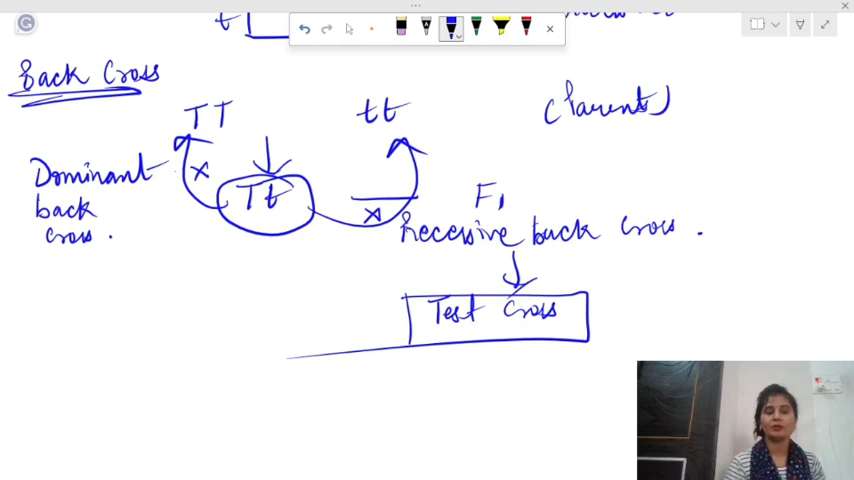 t
Back Cross
TT tt (Parents)
Dominant back cross.
x
Tt
x
F1
Recessive back cross.
Test Cross